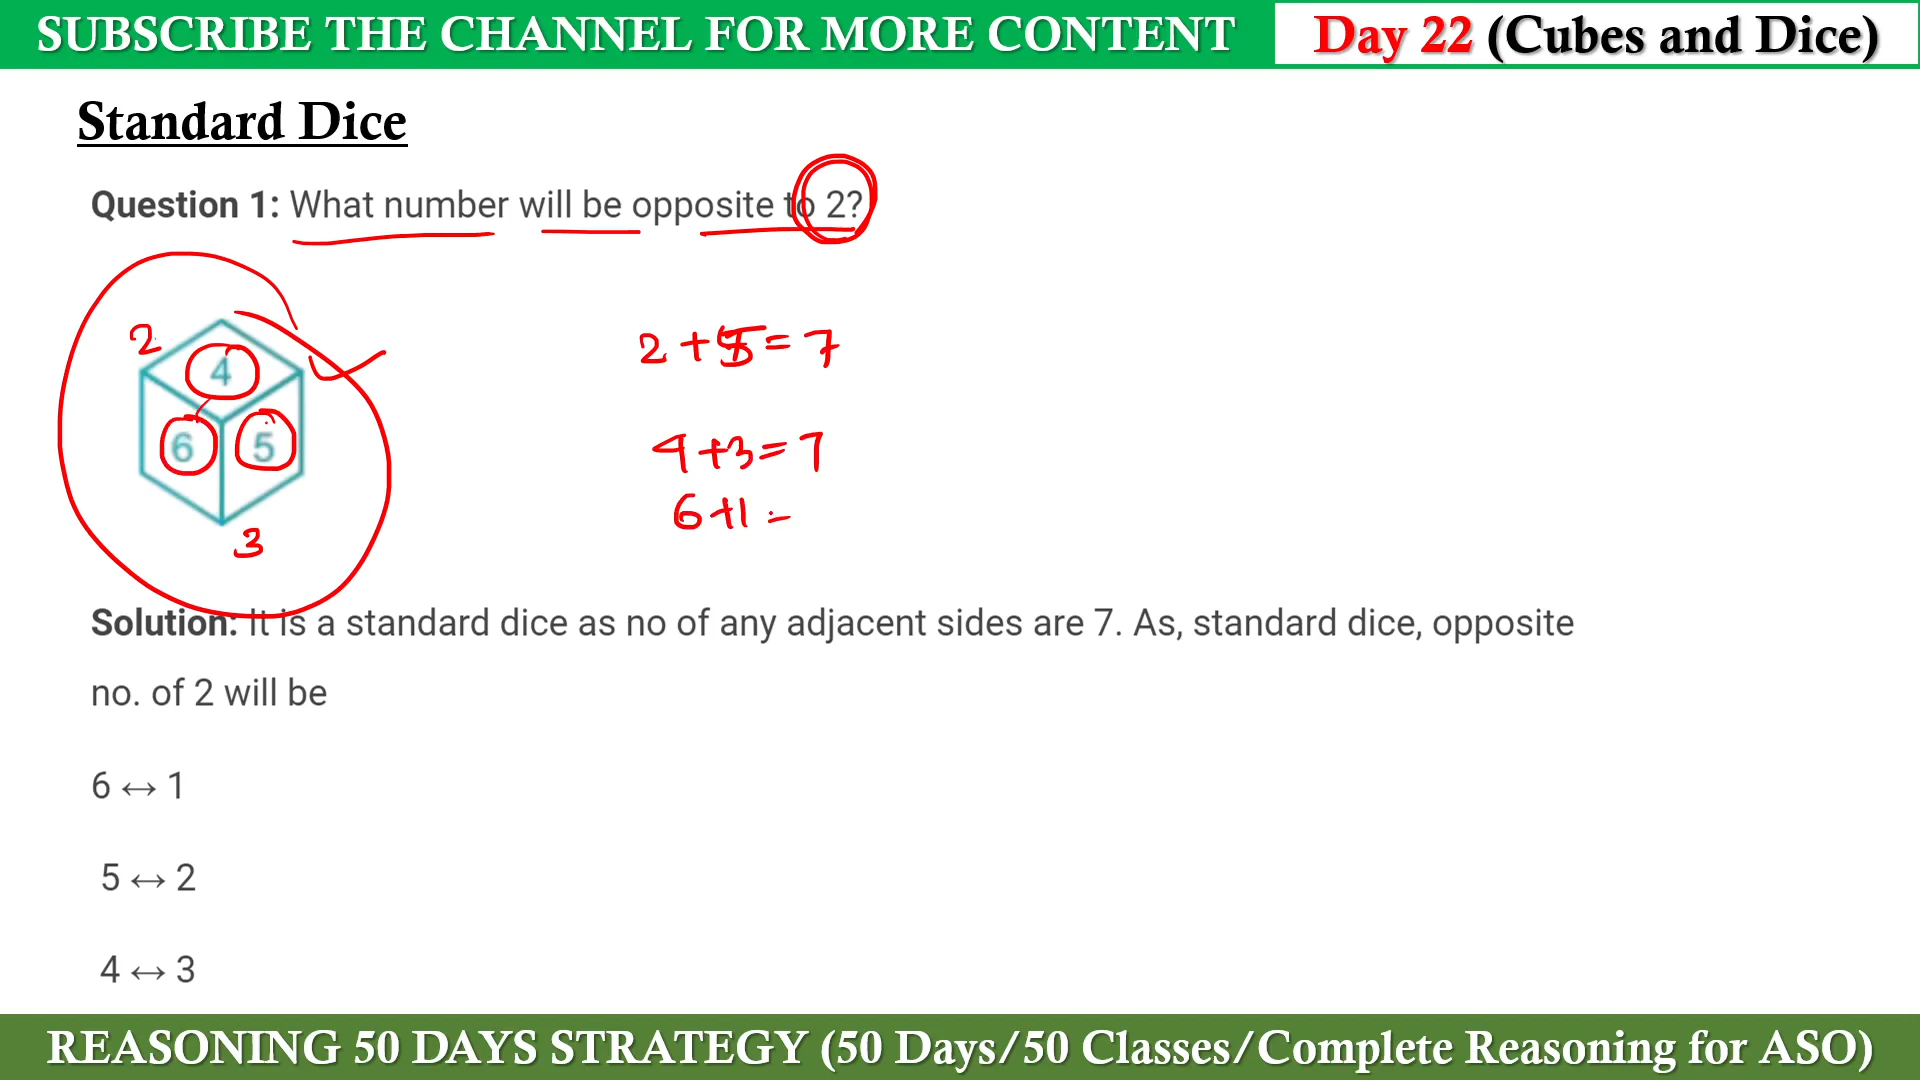 SUBSCRIBE THE CHANNEL FOR MORE CONTENT
Day 22 (Cubes and Dice)
Standard Dice
Question 1: What number will be opposite to 2?
2
4
6 5
3
2 + 5 = 7
4 + 3 = 7
6 + 1 =
Solution: It is a standard dice as no of any adjacent sides are 7. As, standard dice, opposite
no. of 2 will be
6 ↔ 1
5 ↔ 2
4 ↔ 3
REASONING 50 DAYS STRATEGY (50 Days/50 Classes/Complete Reasoning for ASO)